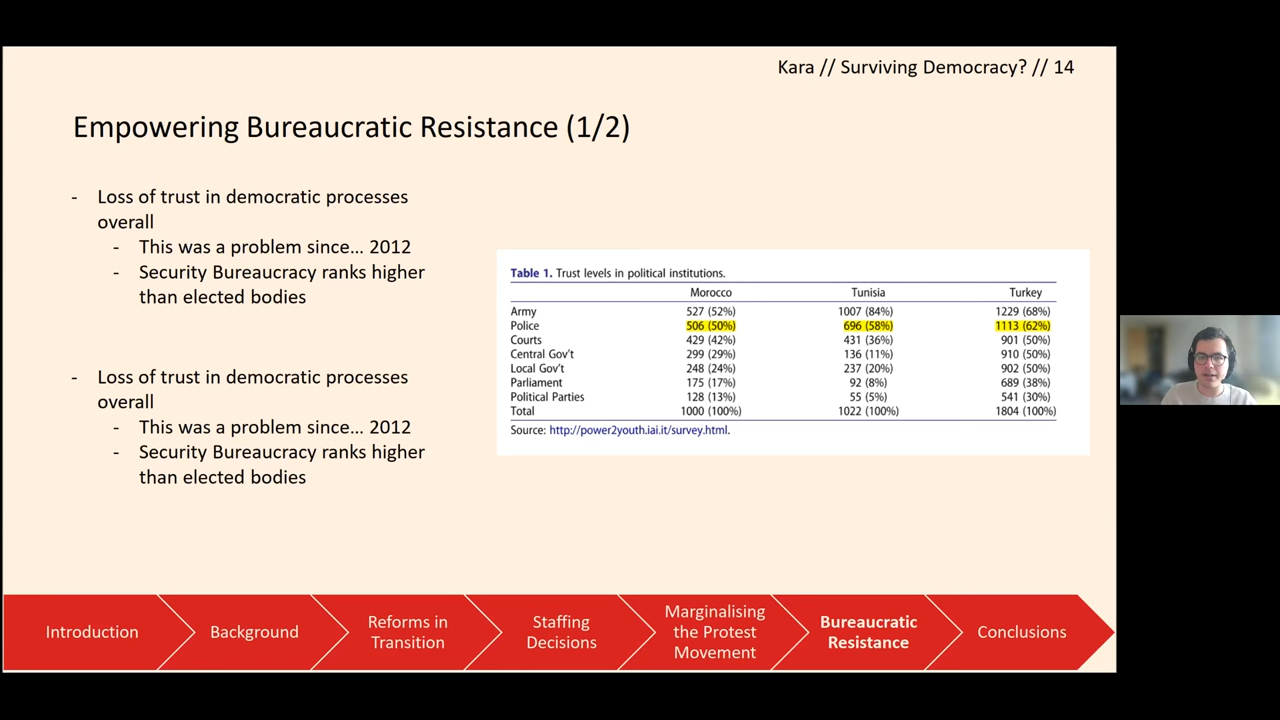 Kara // Surviving Democracy? // 14
Empowering Bureaucratic Resistance (1/2)
- Loss of trust in democratic processes
overall
- This was a problem since... 2012
- Security Bureaucracy ranks higher
than elected bodies
- Loss of trust in democratic processes
overall
- This was a problem since... 2012
- Security Bureaucracy ranks higher
than elected bodies
Table 1. Trust levels in political institutions.
Morocco Tunisia Turkey
Army 527 (52%) 1007 (84%) 1229 (68%)
Police 506 (50%) 696 (58%) 1113 (62%)
Courts 429 (42%) 431 (36%) 901 (50%)
Central Gov't 299 (29%) 136 (11%) 910 (50%)
Local Gov't 248 (24%) 237 (20%) 902 (50%)
Parliament 175 (17%) 92 (8%) 689 (38%)
Political Parties 128 (13%) 55 (5%) 541 (30%)
Total 1000 (100%) 1022 (100%) 1804 (100%)
Source: http://power2youth.iai.it/survey.html.
Introduction
Background
Reforms in
Transition
Staffing
Decisions
Marginalising
the Protest
Movement
Bureaucratic
Resistance
Conclusions